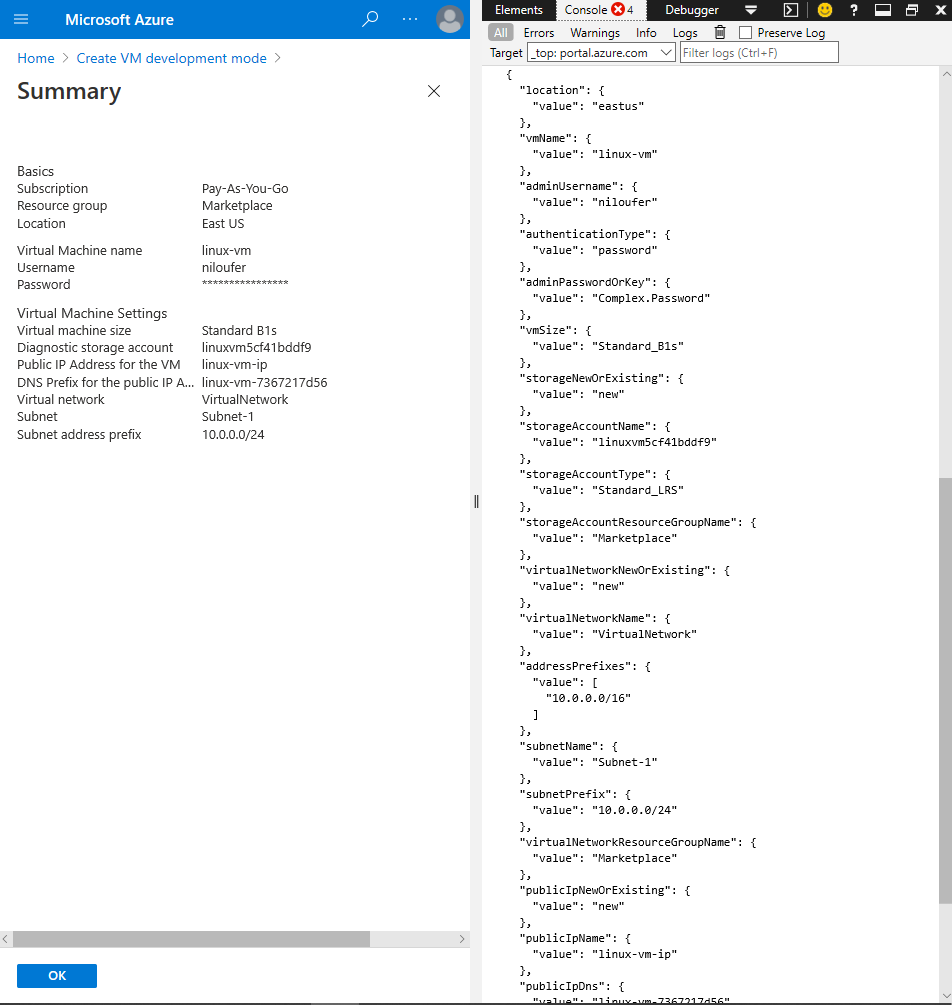 Microsoft Azure
Home > Create VM development mode >
Summary
Basics
Subscription Pay-As-You-Go
Resource group Marketplace
Location East US
Virtual Machine name linux-vm
Username niloufer
Password ****************
Virtual Machine Settings
Virtual machine size Standard B1s
Diagnostic storage account linuxvm5cf41bddf9
Public IP Address for the VM linux-vm-ip
DNS Prefix for the public IP A... linux-vm-7367217d56
Virtual network VirtualNetwork
Subnet Subnet-1
Subnet address prefix 10.0.0.0/24
OK
Elements Console 4 Debugger
All Errors Warnings Info Logs Preserve Log
Target _top: portal.azure.com Filter logs (Ctrl+F)
{
"location": {
"value": "eastus"
},
"vmName": {
"value": "linux-vm"
},
"adminUsername": {
"value": "niloufer"
},
"authenticationType": {
"value": "password"
},
"adminPasswordOrKey": {
"value": "Complex.Password"
},
"vmSize": {
"value": "Standard_B1s"
},
"storageNewOrExisting": {
"value": "new"
},
"storageAccountName": {
"value": "linuxvm5cf41bddf9"
},
"storageAccountType": {
"value": "Standard_LRS"
},
"storageAccountResourceGroupName": {
"value": "Marketplace"
},
"virtualNetworkNewOrExisting": {
"value": "new"
},
"virtualNetworkName": {
"value": "VirtualNetwork"
},
"addressPrefixes": {
"value": [
"10.0.0.0/16"
]
},
"subnetName": {
"value": "Subnet-1"
},
"subnetPrefix": {
"value": "10.0.0.0/24"
},
"virtualNetworkResourceGroupName": {
"value": "Marketplace"
},
"publicIpNewOrExisting": {
"value": "new"
},
"publicIpName": {
"value": "linux-vm-ip"
},
"publicIpDns": {
"value": "linux-vm-7367217d56"